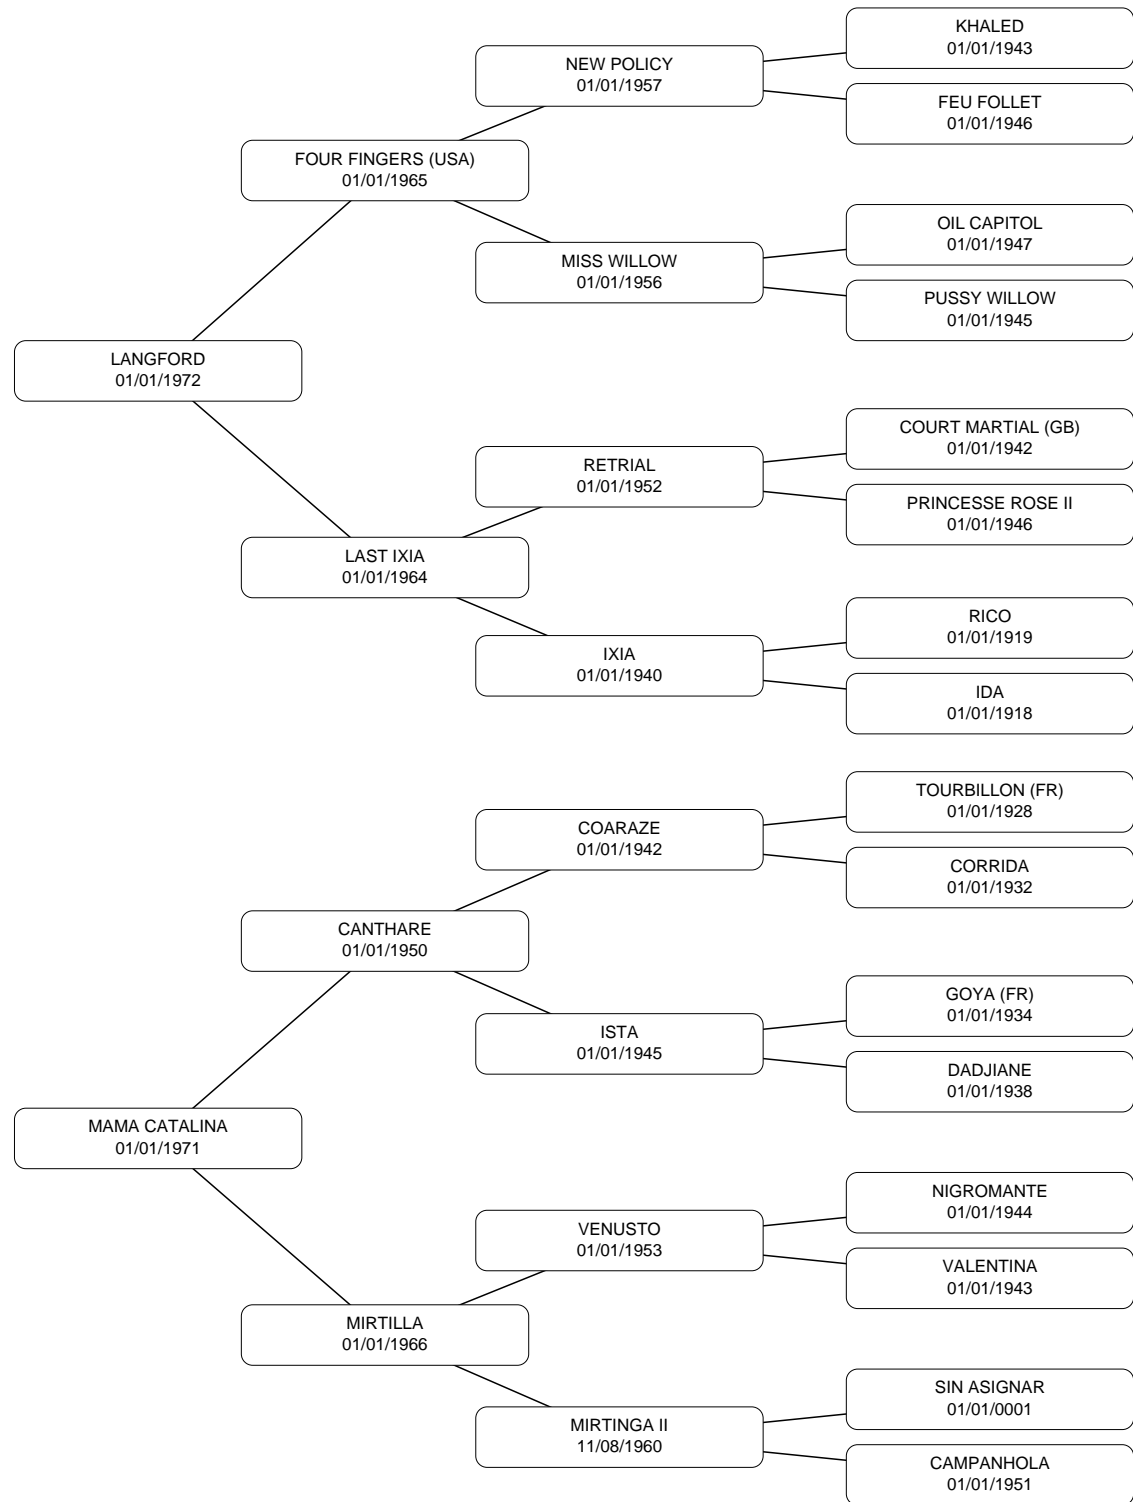 KHALED
01/01/1943
NEW POLICY
01/01/1957
FEU FOLLET
01/01/1946
FOUR FINGERS (USA)
01/01/1965
OIL CAPITOL
01/01/1947
MISS WILLOW
01/01/1956
PUSSY WILLOW
01/01/1945
LANGFORD
01/01/1972
COURT MARTIAL (GB)
01/01/1942
RETRIAL
01/01/1952
PRINCESSE ROSE II
01/01/1946
LAST IXIA
01/01/1964
RICO
01/01/1919
IXIA
01/01/1940
IDA
01/01/1918
TOURBILLON (FR)
01/01/1928
COARAZE
01/01/1942
CORRIDA
01/01/1932
CANTHARE
01/01/1950
GOYA (FR)
01/01/1934
ISTA
01/01/1945
DADJIANE
01/01/1938
MAMA CATALINA
01/01/1971
NIGROMANTE
01/01/1944
VENUSTO
01/01/1953
VALENTINA
01/01/1943
MIRTILLA
01/01/1966
SIN ASIGNAR
01/01/0001
MIRTINGA II
11/08/1960
CAMPANHOLA
01/01/1951